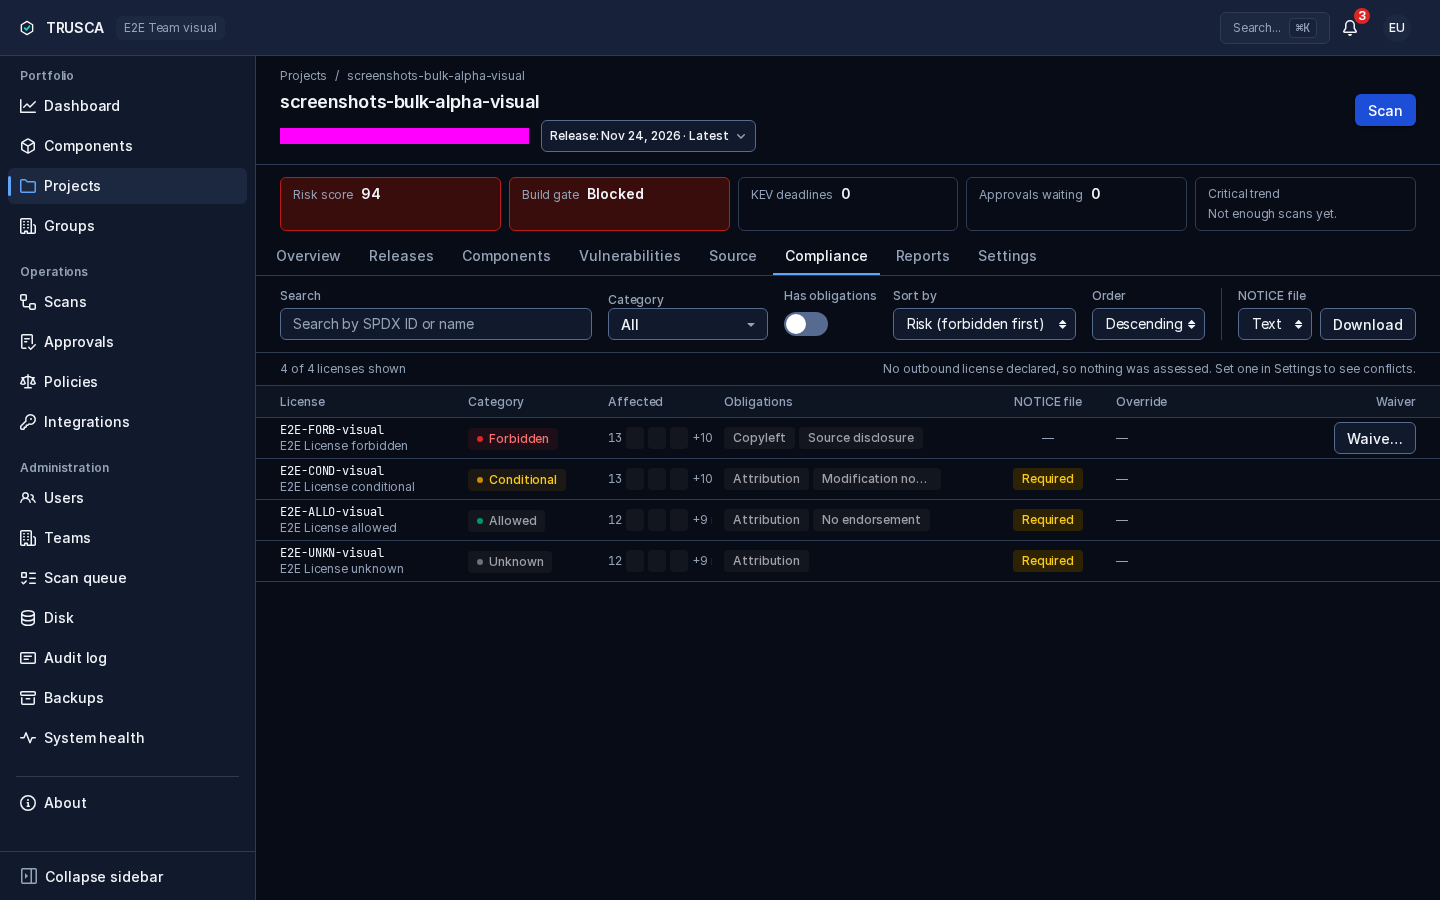 TRUSCA
E2E Team visual
Search... ⌘K
3
EU
Portfolio
Dashboard
Components
Projects
Groups
Operations
Scans
Approvals
Policies
Integrations
Administration
Users
Teams
Scan queue
Disk
Audit log
Backups
System health
About
Collapse sidebar
Projects / screenshots-bulk-alpha-visual
screenshots-bulk-alpha-visual
Release: Nov 24, 2026 · Latest
Scan
Risk score 94
Build gate Blocked
KEV deadlines 0
Approvals waiting 0
Critical trend
Not enough scans yet.
Overview Releases Components Vulnerabilities Source Compliance Reports Settings
Search
Search by SPDX ID or name
Category
All
Has obligations
Sort by
Risk (forbidden first)
Order
Descending
NOTICE file
Text
Download
4 of 4 licenses shown
No outbound license declared, so nothing was assessed. Set one in Settings to see conflicts.
License Category Affected Obligations NOTICE file Override Waiver
E2E-FORB-visual
E2E License forbidden
Forbidden
13 +10
Copyleft Source disclosure
— —
Waive...
E2E-COND-visual
E2E License conditional
Conditional
13 +10
Attribution Modification no...
Required —
E2E-ALLO-visual
E2E License allowed
Allowed
12 +9
Attribution No endorsement
Required —
E2E-UNKN-visual
E2E License unknown
Unknown
12 +9
Attribution
Required —